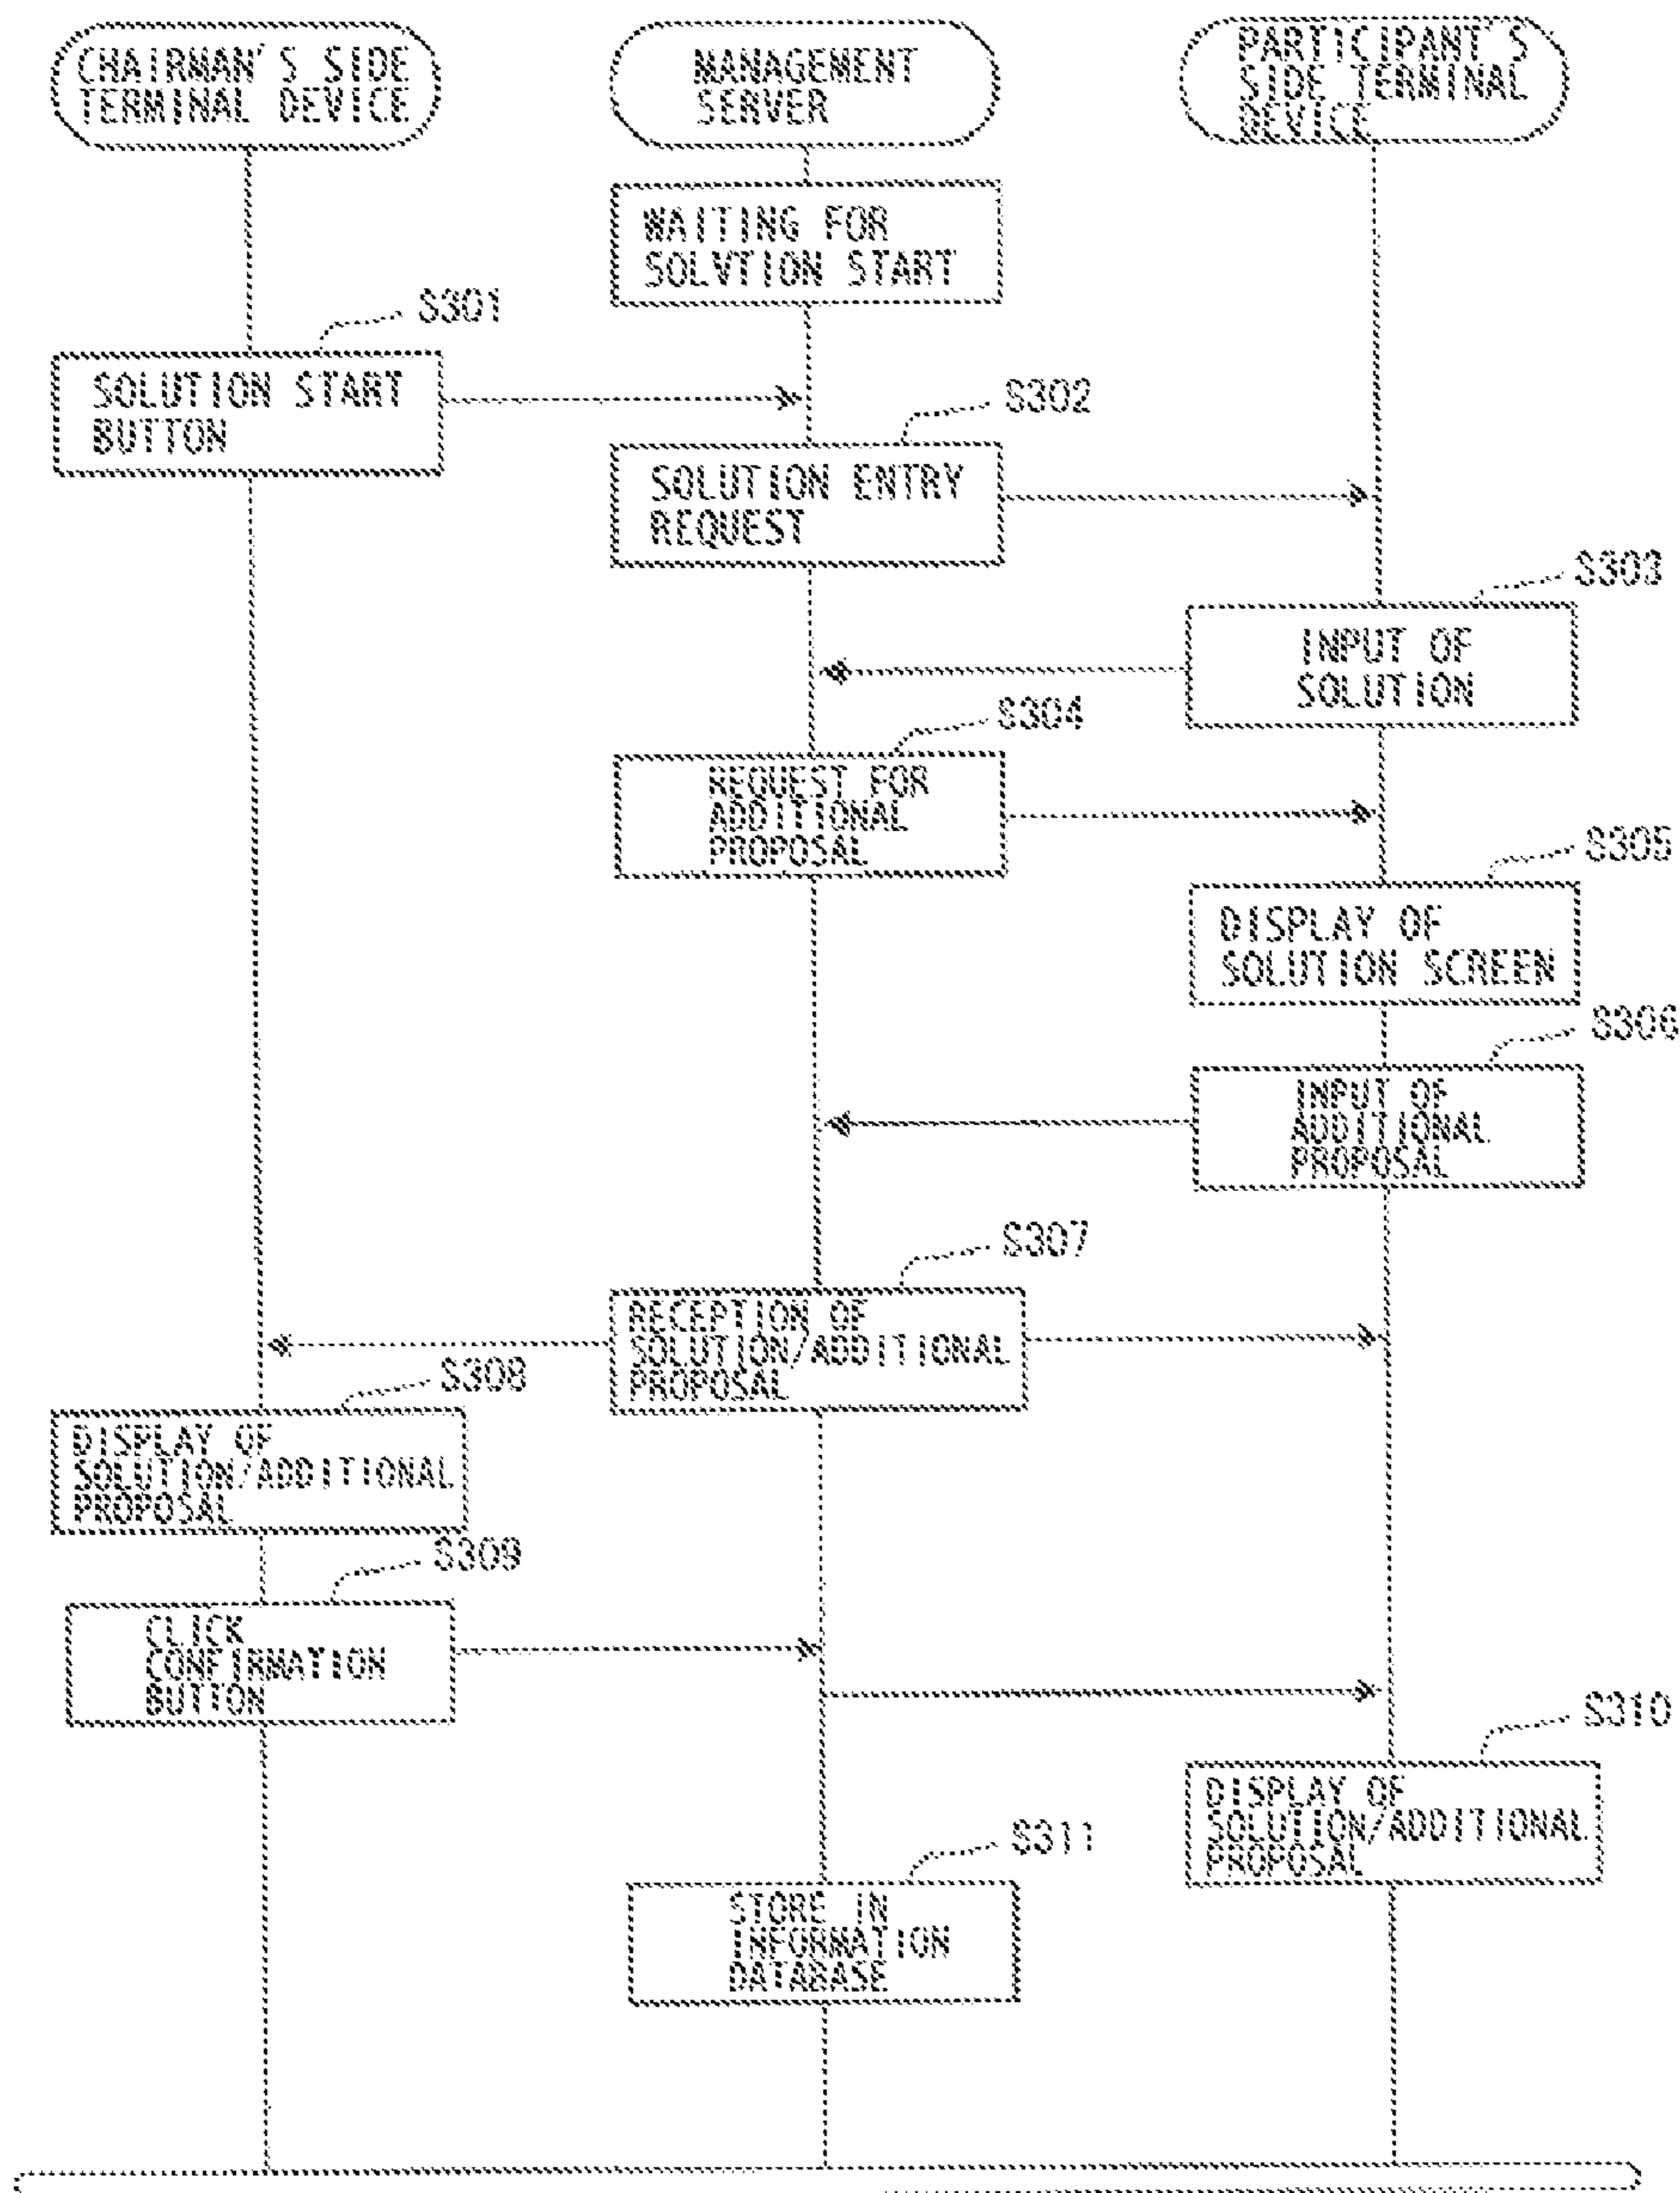 CHAIRMAN'S SIDE
TERMINAL DEVICE
MANAGEMENT
SERVER
PARTICIPANT'S
SIDE TERMINAL
DEVICE
WAITING FOR
SOLVTION START
S301
SOLUTION START
BUTTON
S302
SOLUTION ENTRY
REQUEST
S303
INPUT OF
SOLUTION
S304
REQUEST FOR
ADDITIONAL
PROPOSAL
S305
DISPLAY OF
SOLUTION SCREEN
S306
INPUT OF
ADDITIONAL
PROPOSAL
S307
RECEPTION OF
SOLUTION/ADDITIONAL
PROPOSAL
S308
DISPLAY OF
SOLUTION/ADDITIONAL
PROPOSAL
S309
CLICK
CONFIRMATION
BUTTON
S310
DISPLAY OF
SOLUTION/ADDITIONAL
PROPOSAL
S311
STORE IN
INFORMATION
DATABASE